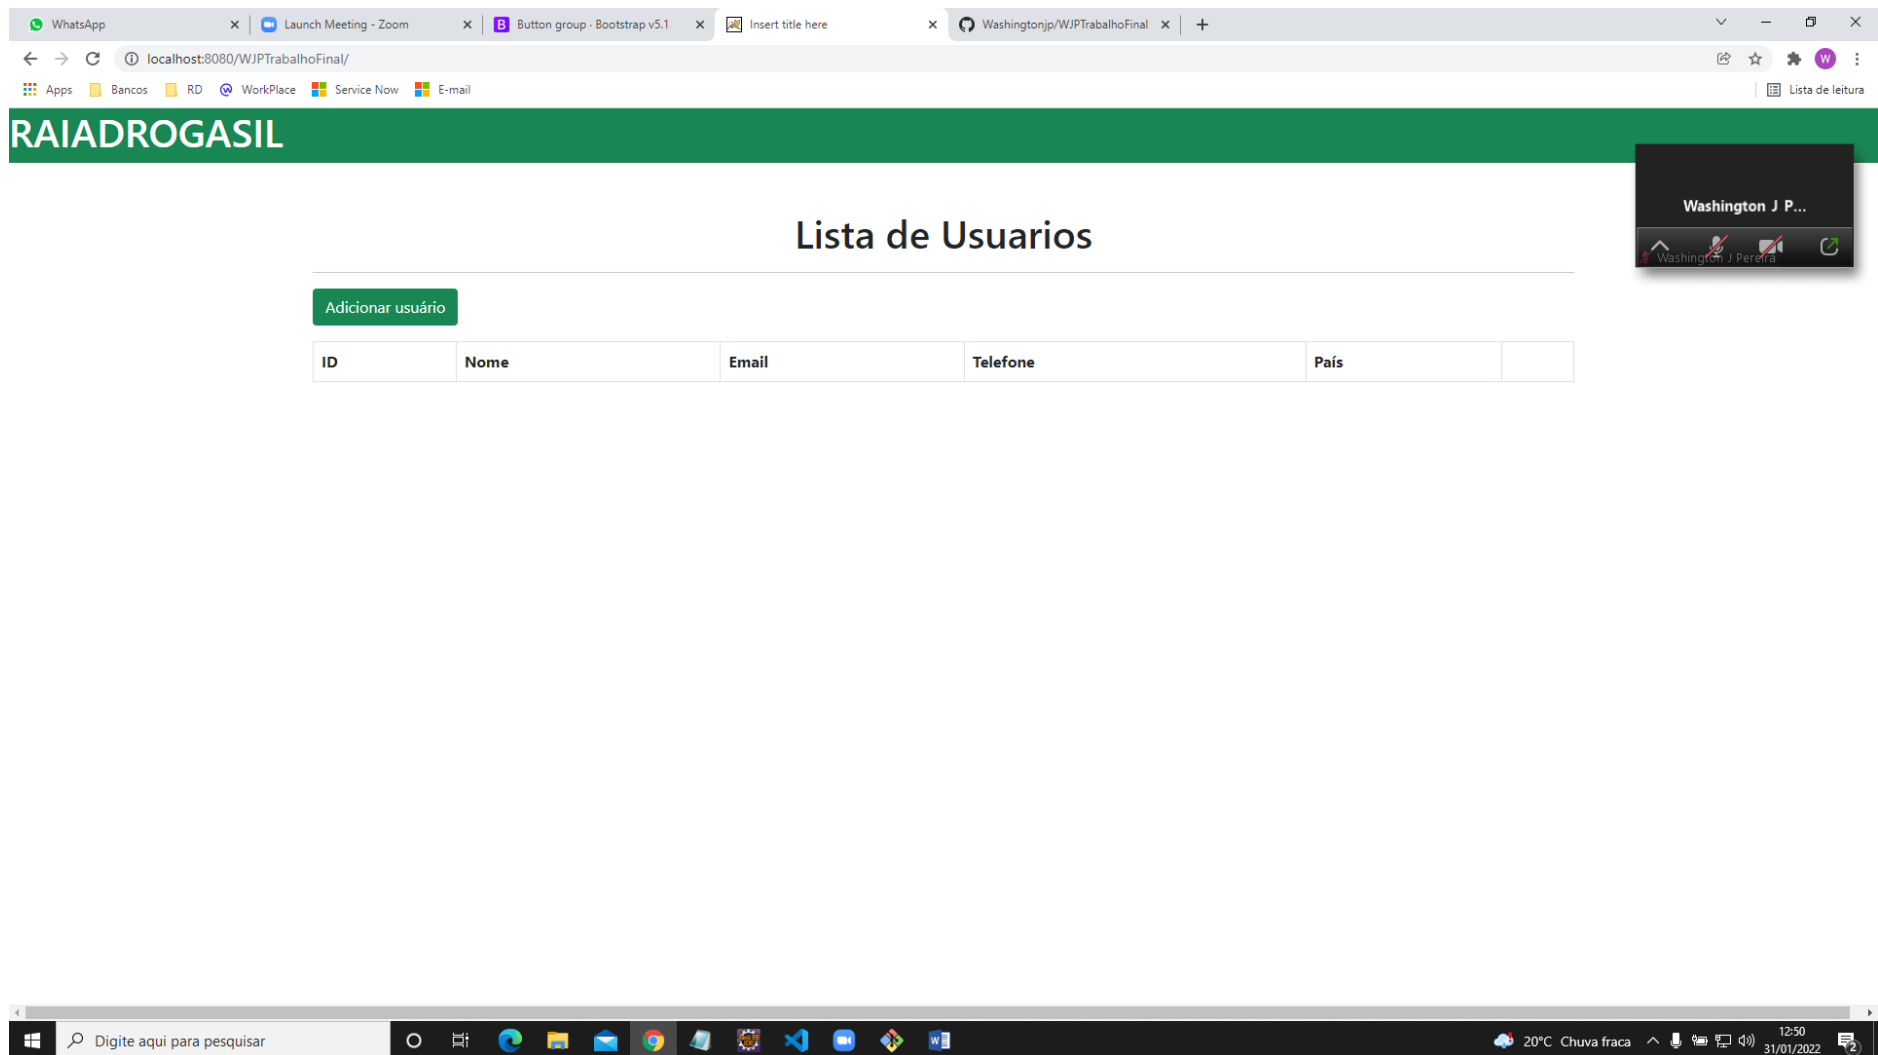 WhatsApp
Launch Meeting - Zoom
Button group · Bootstrap v5.1
Insert title here
Washingtonjp/WJPTrabalhoFinal
localhost:8080/WJPTrabalhoFinal/
W
Apps
Bancos
RD
WorkPlace
Service Now
E-mail
Lista de leitura
RAIADROGASIL
Washington J P...
Washington J Pereira
Lista de Usuarios
Adicionar usuário
ID Nome Email Telefone País
Digite aqui para pesquisar
20°C Chuva fraca
12:50
31/01/2022
2